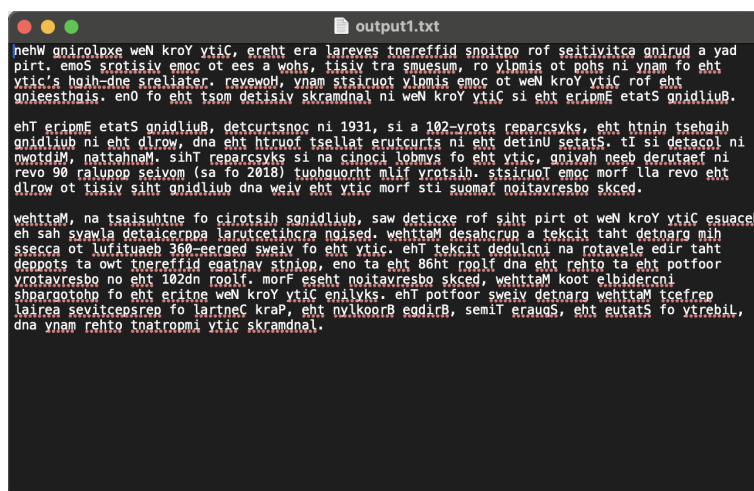 output1.txt
nehW gnirolpxe weN kroY ytiC, ereht era lareves tnereffid snoitpo rof seitivitca gnirud a yad
pirt. emoS srotisiv emoc ot ees a wohs, tisiv tra smuesum, ro ylpmis ot pohs ni ynam fo eht
ytic’s hgih-dne sreliater. revewoH, ynam stsiruot ylpmis emoc ot weN kroY ytiC rof eht
gnieesthgis. enO fo eht tsom detisiv skramdnal ni weN kroY ytiC si eht eripmE etatS gnidliuB.
ehT eripmE etatS gnidliuB, detcurtsnoc ni 1931, si a 102-yrots reparcsyks, eht htnin tsehgih
gnidliub ni eht dlrow, dna eht htruof tsellat erutcurts ni eht detinU setatS. tI si detacol ni
nwotdiM, nattahnaM. sihT reparcsyks si na cinoci lobmys fo eht ytic, gnivah neeb derutaef ni
revo 90 ralupop seivom (sa fo 2018) tuohguorht mlif yrotsih. stsiruoT emoc morf lla revo eht
dlrow ot tisiv siht gnidliub dna weiv eht ytic morf sti suomaf noitavresbo skced.
wehttaM, na tsaisuhtne fo cirotsih sgnidliub, saw deticxe rof siht pirt ot weN kroY ytiC esuaceb
eh sah syawla detaicerppa larutcetihcra ngised. wehttaM desahcrup a tekcit taht detnarg mih
ssecca ot lufituaeb 360-eerged sweiv fo eht ytic. ehT tekcit dedulcni na rotavele edir taht
deppots ta owt tnereffid egatnav stniop, eno ta eht 86ht roolf dna eht rehto ta eht potfoor
yrotavresbo no eht 102dn roolf. morF eseht noitavresbo skced, wehttaM koot elbidercni
shpargotohp fo eht eritne weN kroY ytiC enilyks. ehT potfoor sweiv detnarg wehttaM tcefrep
lairea sevitcepsrep fo lartneC kraP, eht nylkoorB egdirB, semiT erauqS, eht eutatS fo ytrebiL,
dna ynam rehto tnatropmi ytic skramdnal.